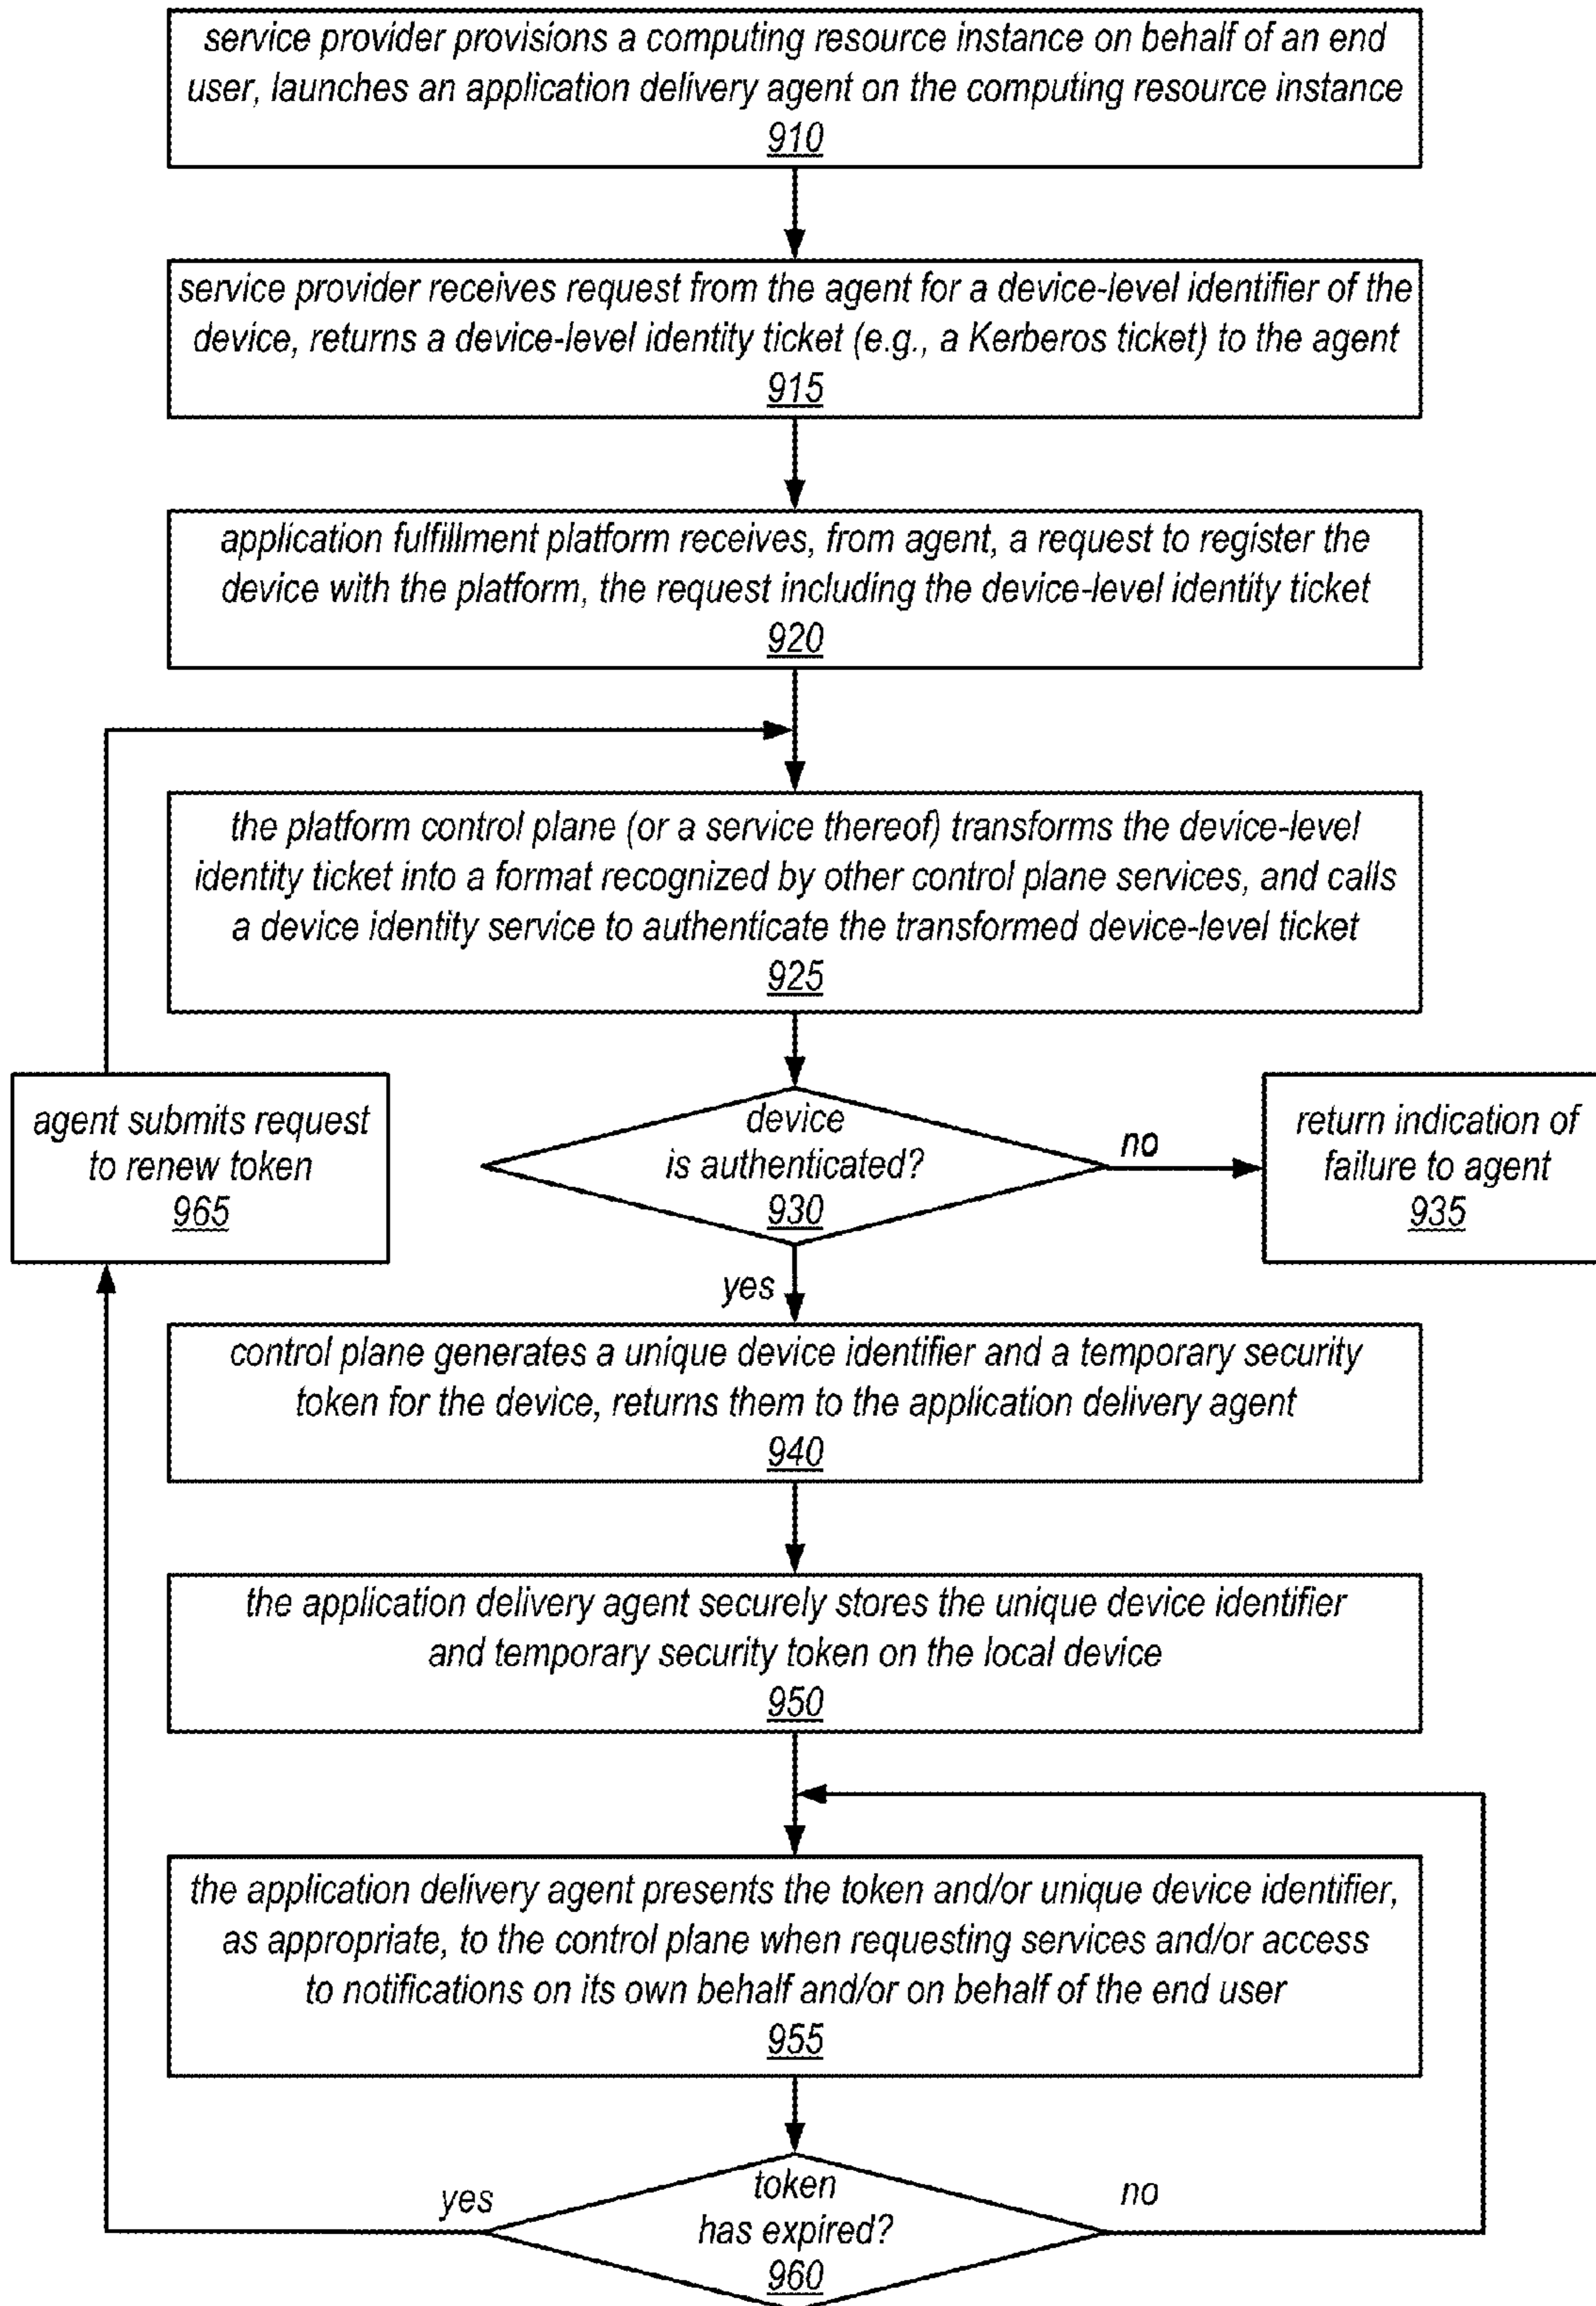 service provider provisions a computing resource instance on behalf of an end
user, launches an application delivery agent on the computing resource instance
910
service provider receives request from the agent for a device-level identifier of the
device, returns a device-level identity ticket (e.g., a Kerberos ticket) to the agent
915
application fulfillment platform receives, from agent, a request to register the
device with the platform, the request including the device-level identity ticket
920
the platform control plane (or a service thereof) transforms the device-level
identity ticket into a format recognized by other control plane services, and calls
a device identity service to authenticate the transformed device-level ticket
925
agent submits request
to renew token
965
device
is authenticated?
930
no
return indication of
failure to agent
935
yes
control plane generates a unique device identifier and a temporary security
token for the device, returns them to the application delivery agent
940
the application delivery agent securely stores the unique device identifier
and temporary security token on the local device
950
the application delivery agent presents the token and/or unique device identifier,
as appropriate, to the control plane when requesting services and/or access
to notifications on its own behalf and/or on behalf of the end user
955
yes
token
has expired?
960
no